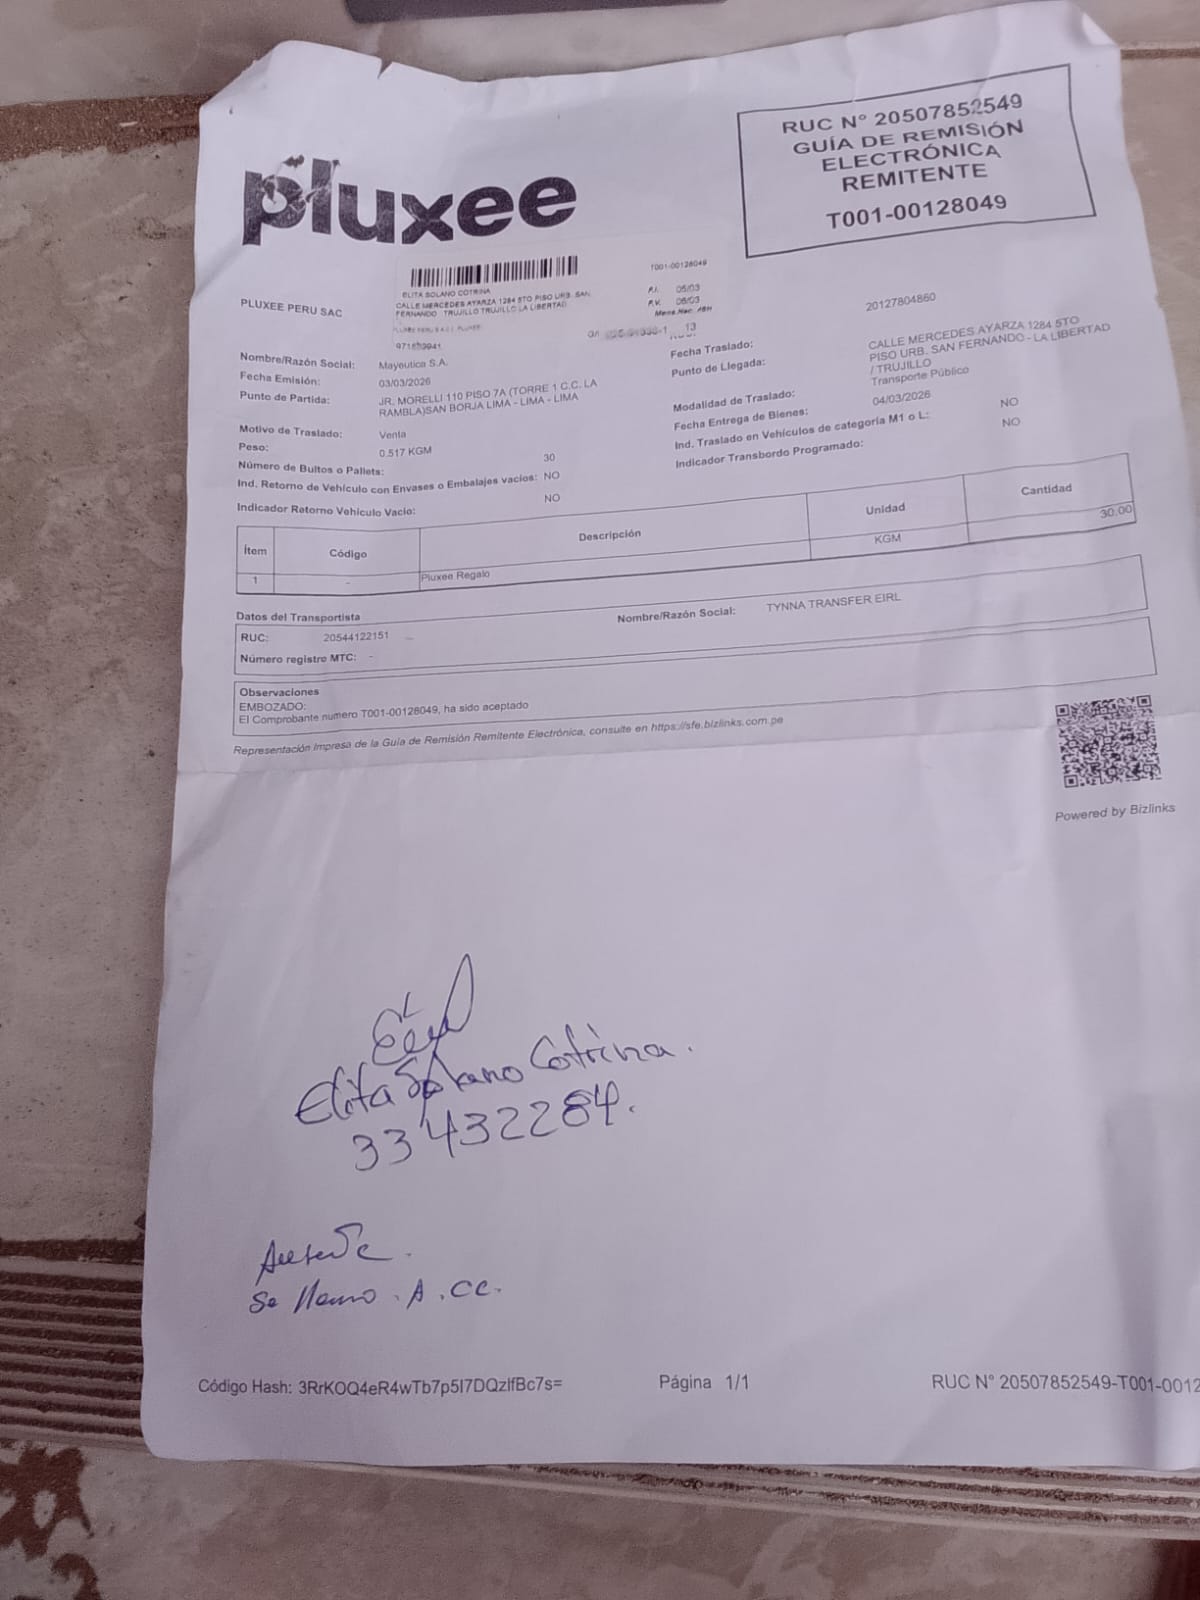 pluxee
RUC N° 20507852549
GUÍA DE REMISIÓN
ELECTRÓNICA
REMITENTE
T001-00128049
PLUXEE PERU SAC
T001-00128049
ELITA SOLANO COTRINA
CALLE MERCEDES AYARZA 1284 5TO PISO URB. SAN
FERNANDO TRUJILLO TRUJILLO LA LIBERTAD
F.I. 05/03
F.V. 06/03
20127804860
Nombre/Razón Social: Mayeutica S.A.
Fecha Emisión: 03/03/2026
Punto de Partida: JR. MORELLI 110 PISO 7A (TORRE 1 C.C. LA
RAMBLA)SAN BORJA LIMA - LIMA - LIMA
Motivo de Traslado: Venta
Peso: 0.517 KGM
Número de Bultos o Pallets: 30
Ind. Retorno de Vehículo con Envases o Embalajes vacios: NO
Indicador Retorno Vehículo Vacio: NO
Fecha Traslado:
Punto de Llegada: CALLE MERCEDES AYARZA 1284 5TO
PISO URB. SAN FERNANDO - LA LIBERTAD
/ TRUJILLO
Modalidad de Traslado: Transporte Público
Fecha Entrega de Bienes: 04/03/2026
Ind. Traslado en Vehículos de categoría M1 o L: NO
Indicador Transbordo Programado: NO
Ítem Código Descripción Unidad Cantidad
1 - Pluxee Regalo KGM 30.00
Datos del Transportista
RUC: 20544122151 Nombre/Razón Social: TYNNA TRANSFER EIRL
Número registro MTC: -
Observaciones
EMBOZADO:
El Comprobante numero T001-00128049, ha sido aceptado
Representación Impresa de la Guía de Remisión Remitente Electrónica, consulte en https://sfe.bizlinks.com.pe
Powered by Bizlinks
Elita Solano Cotrina.
33432284.
Se llamo. A. CC.
Código Hash: 3RrKOQ4eR4wTb7p5I7DQzIfBc7s=
Página 1/1
RUC N° 20507852549-T001-0012